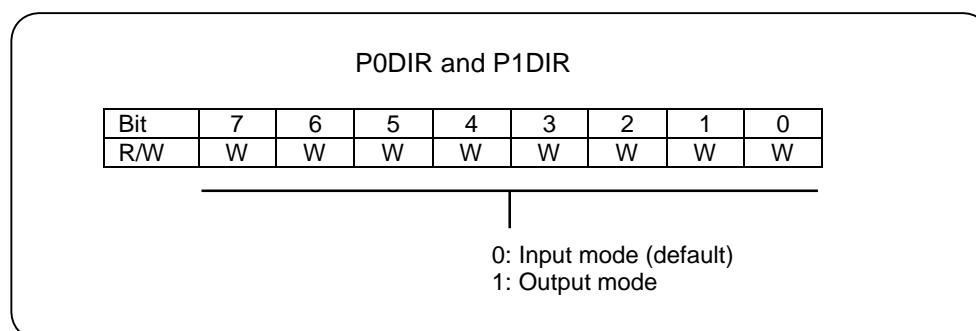 P0DIR and P1DIR
Bit 7 6 5 4 3 2 1 0
R/W W W W W W W W W
0: Input mode (default)
1: Output mode